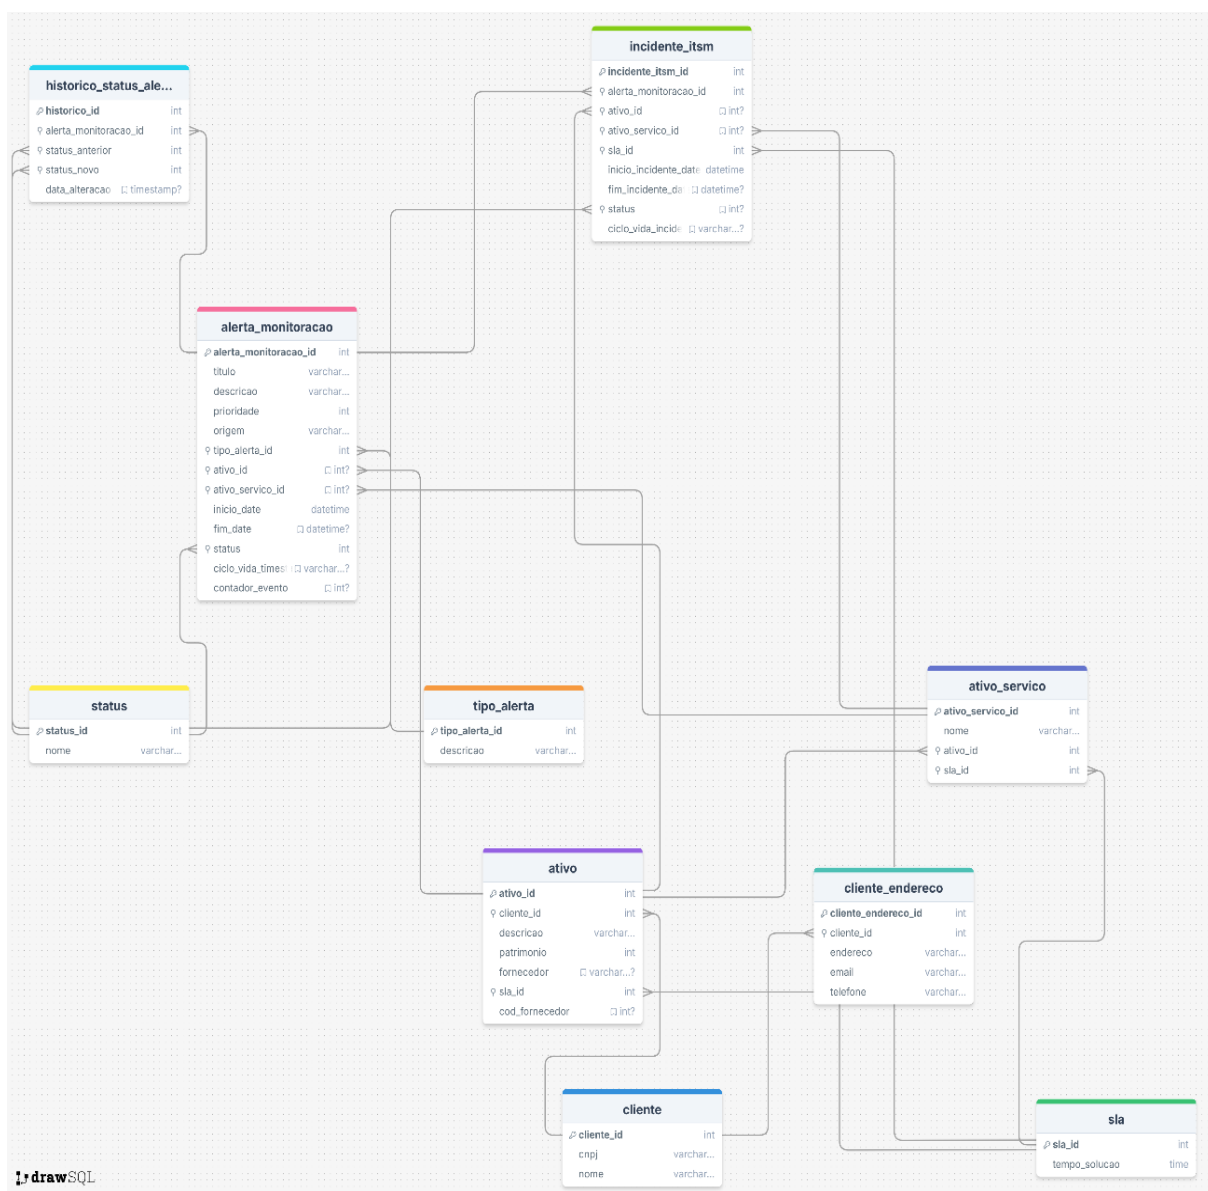 incidente_itsm
incidente_itsm_id int
alerta_monitoracao_id int
ativo_id int?
ativo_servico_id int?
sla_id int
inicio_incidente_date datetime
fim_incidente_da datetime?
status int?
ciclo_vida_incide varchar...?
historico_status_ale...
historico_id int
alerta_monitoracao_id int
status_anterior int
status_novo int
data_alteracao timestamp?
alerta_monitoracao
alerta_monitoracao_id int
titulo varchar...
descricao varchar...
prioridade int
origem varchar...
tipo_alerta_id int
ativo_id int?
ativo_servico_id int?
inicio_date datetime
fim_date datetime?
status int
ciclo_vida_times varchar...?
contador_evento int?
status
status_id int
nome varchar...
tipo_alerta
tipo_alerta_id int
descricao varchar...
ativo_servico
ativo_servico_id int
nome varchar...
ativo_id int
sla_id int
ativo
ativo_id int
cliente_id int
descricao varchar...
patrimonio int
fornecedor varchar...?
sla_id int
cod_fornecedor int?
cliente_endereco
cliente_endereco_id int
cliente_id int
endereco varchar...
email varchar...
telefone varchar...
cliente
cliente_id int
cnpj varchar...
nome varchar...
sla
sla_id int
tempo_solucao time
drawSQL